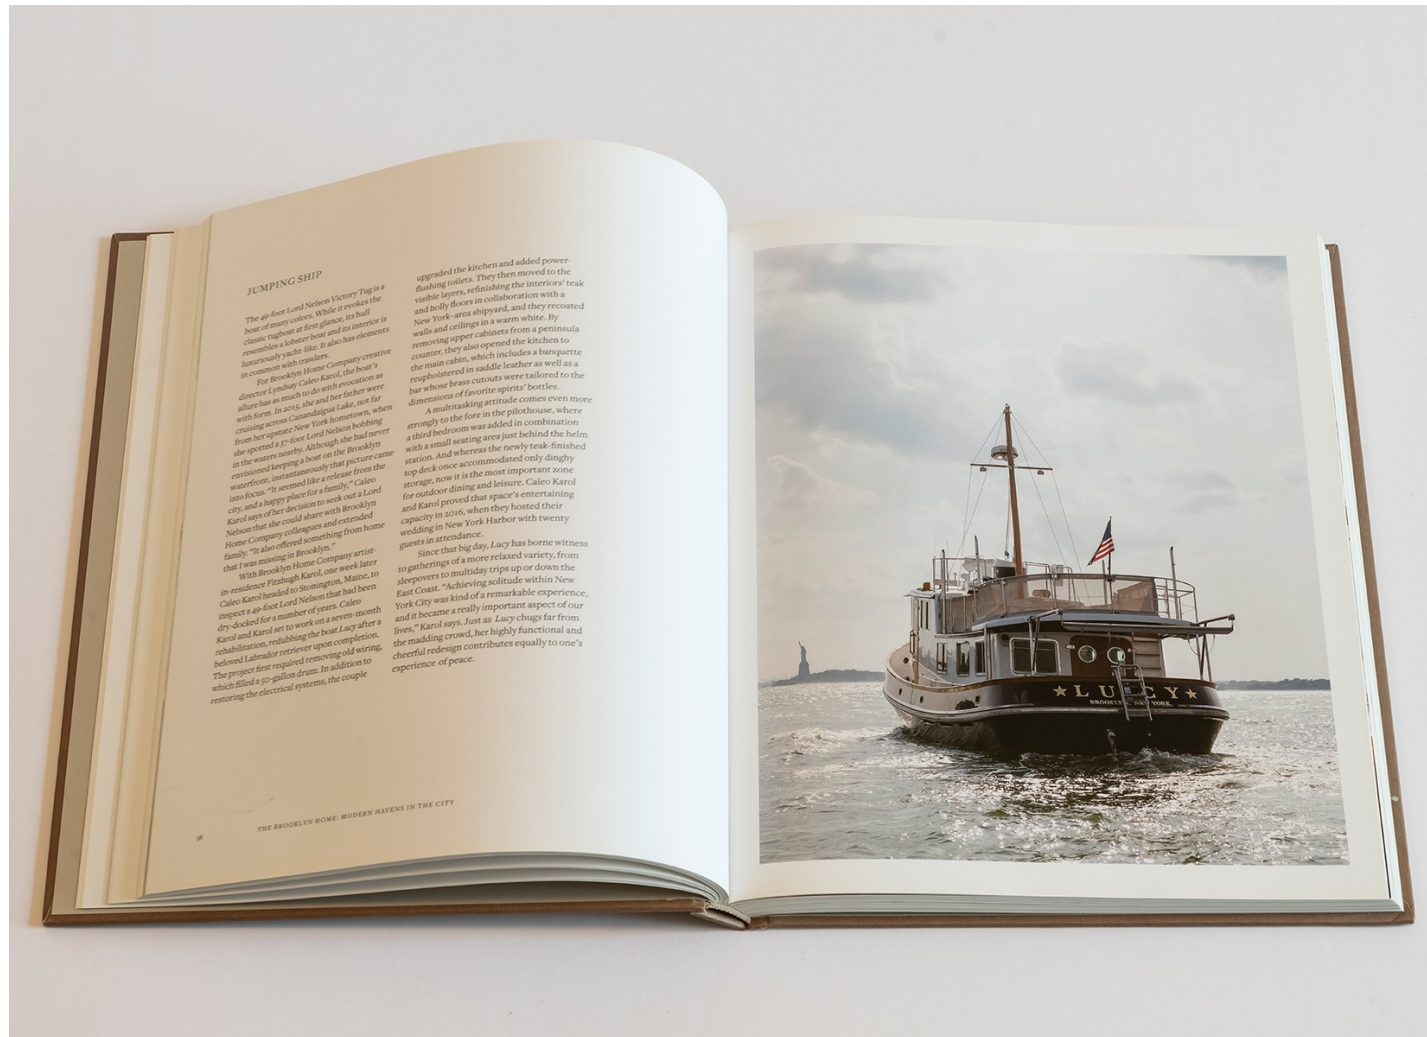 JUMPING SHIP
The 49-foot Lord Nelson Victory Tug is a
boat of many colors. While it evokes the
classic tugboat at first glance, its hull
resembles a lobster boat and its interior is
luxuriously yacht-like. It also has elements
in common with trawlers.
For Brooklyn Home Company creative
director Lyndsay Caleo Karol, the boat's
allure has as much to do with evocation as
with form. In 2015, she and her father were
cruising across Canandaigua Lake, not far
from her upstate New York hometown, when
she spotted a 37-foot Lord Nelson bobbing
in the waters nearby. Although she had never
envisioned keeping a boat on the Brooklyn
waterfront, instantaneously that picture came
into focus. "It seemed like a release from the
city, and a happy place for a family," Caleo
Karol says of her decision to seek out a Lord
Nelson that she could share with Brooklyn
Home Company colleagues and extended
family. "It also offered something from home
that I was missing in Brooklyn."
With Brooklyn Home Company artist-
in-residence Fitzhugh Karol, one week later
Caleo Karol headed to Stonington, Maine, to
inspect a 49-foot Lord Nelson that had been
dry-docked for a number of years. Caleo
Karol and Karol set to work on a seven-month
rehabilitation, redubbing the boat Lucy after a
beloved Labrador retriever upon completion.
The project first required removing old wiring,
which filled a 50-gallon drum. In addition to
restoring the electrical systems, the couple
upgraded the kitchen and added power-
flushing toilets. They then moved to the
visible layers, refinishing the interiors' teak
and holly floors in collaboration with a
New York–area shipyard, and they recoated
walls and ceilings in a warm white. By
removing upper cabinets from a peninsula
counter, they also opened the kitchen to
the main cabin, which includes a banquette
reupholstered in saddle leather as well as a
bar whose brass cutouts were tailored to the
dimensions of favorite spirits' bottles.
A multitasking attitude comes even more
strongly to the fore in the pilothouse, where
a third bedroom was added in combination
with a small seating area just behind the helm
station. And whereas the newly teak-finished
top deck once accommodated only dinghy
storage, now it is the most important zone
for outdoor dining and leisure. Caleo Karol
and Karol proved that space's entertaining
capacity in 2016, when they hosted their
wedding in New York Harbor with twenty
guests in attendance.
Since that big day, Lucy has borne witness
to gatherings of a more relaxed variety, from
sleepovers to multiday trips up or down the
East Coast. "Achieving solitude within New
York City was kind of a remarkable experience,
and it became a really important aspect of our
lives," Karol says. Just as Lucy chugs far from
the madding crowd, her highly functional and
cheerful redesign contributes equally to one's
experience of peace.
THE BROOKLYN HOME: MODERN HAVENS IN THE CITY
★LUCY★
BROOKLYN, NEW YORK